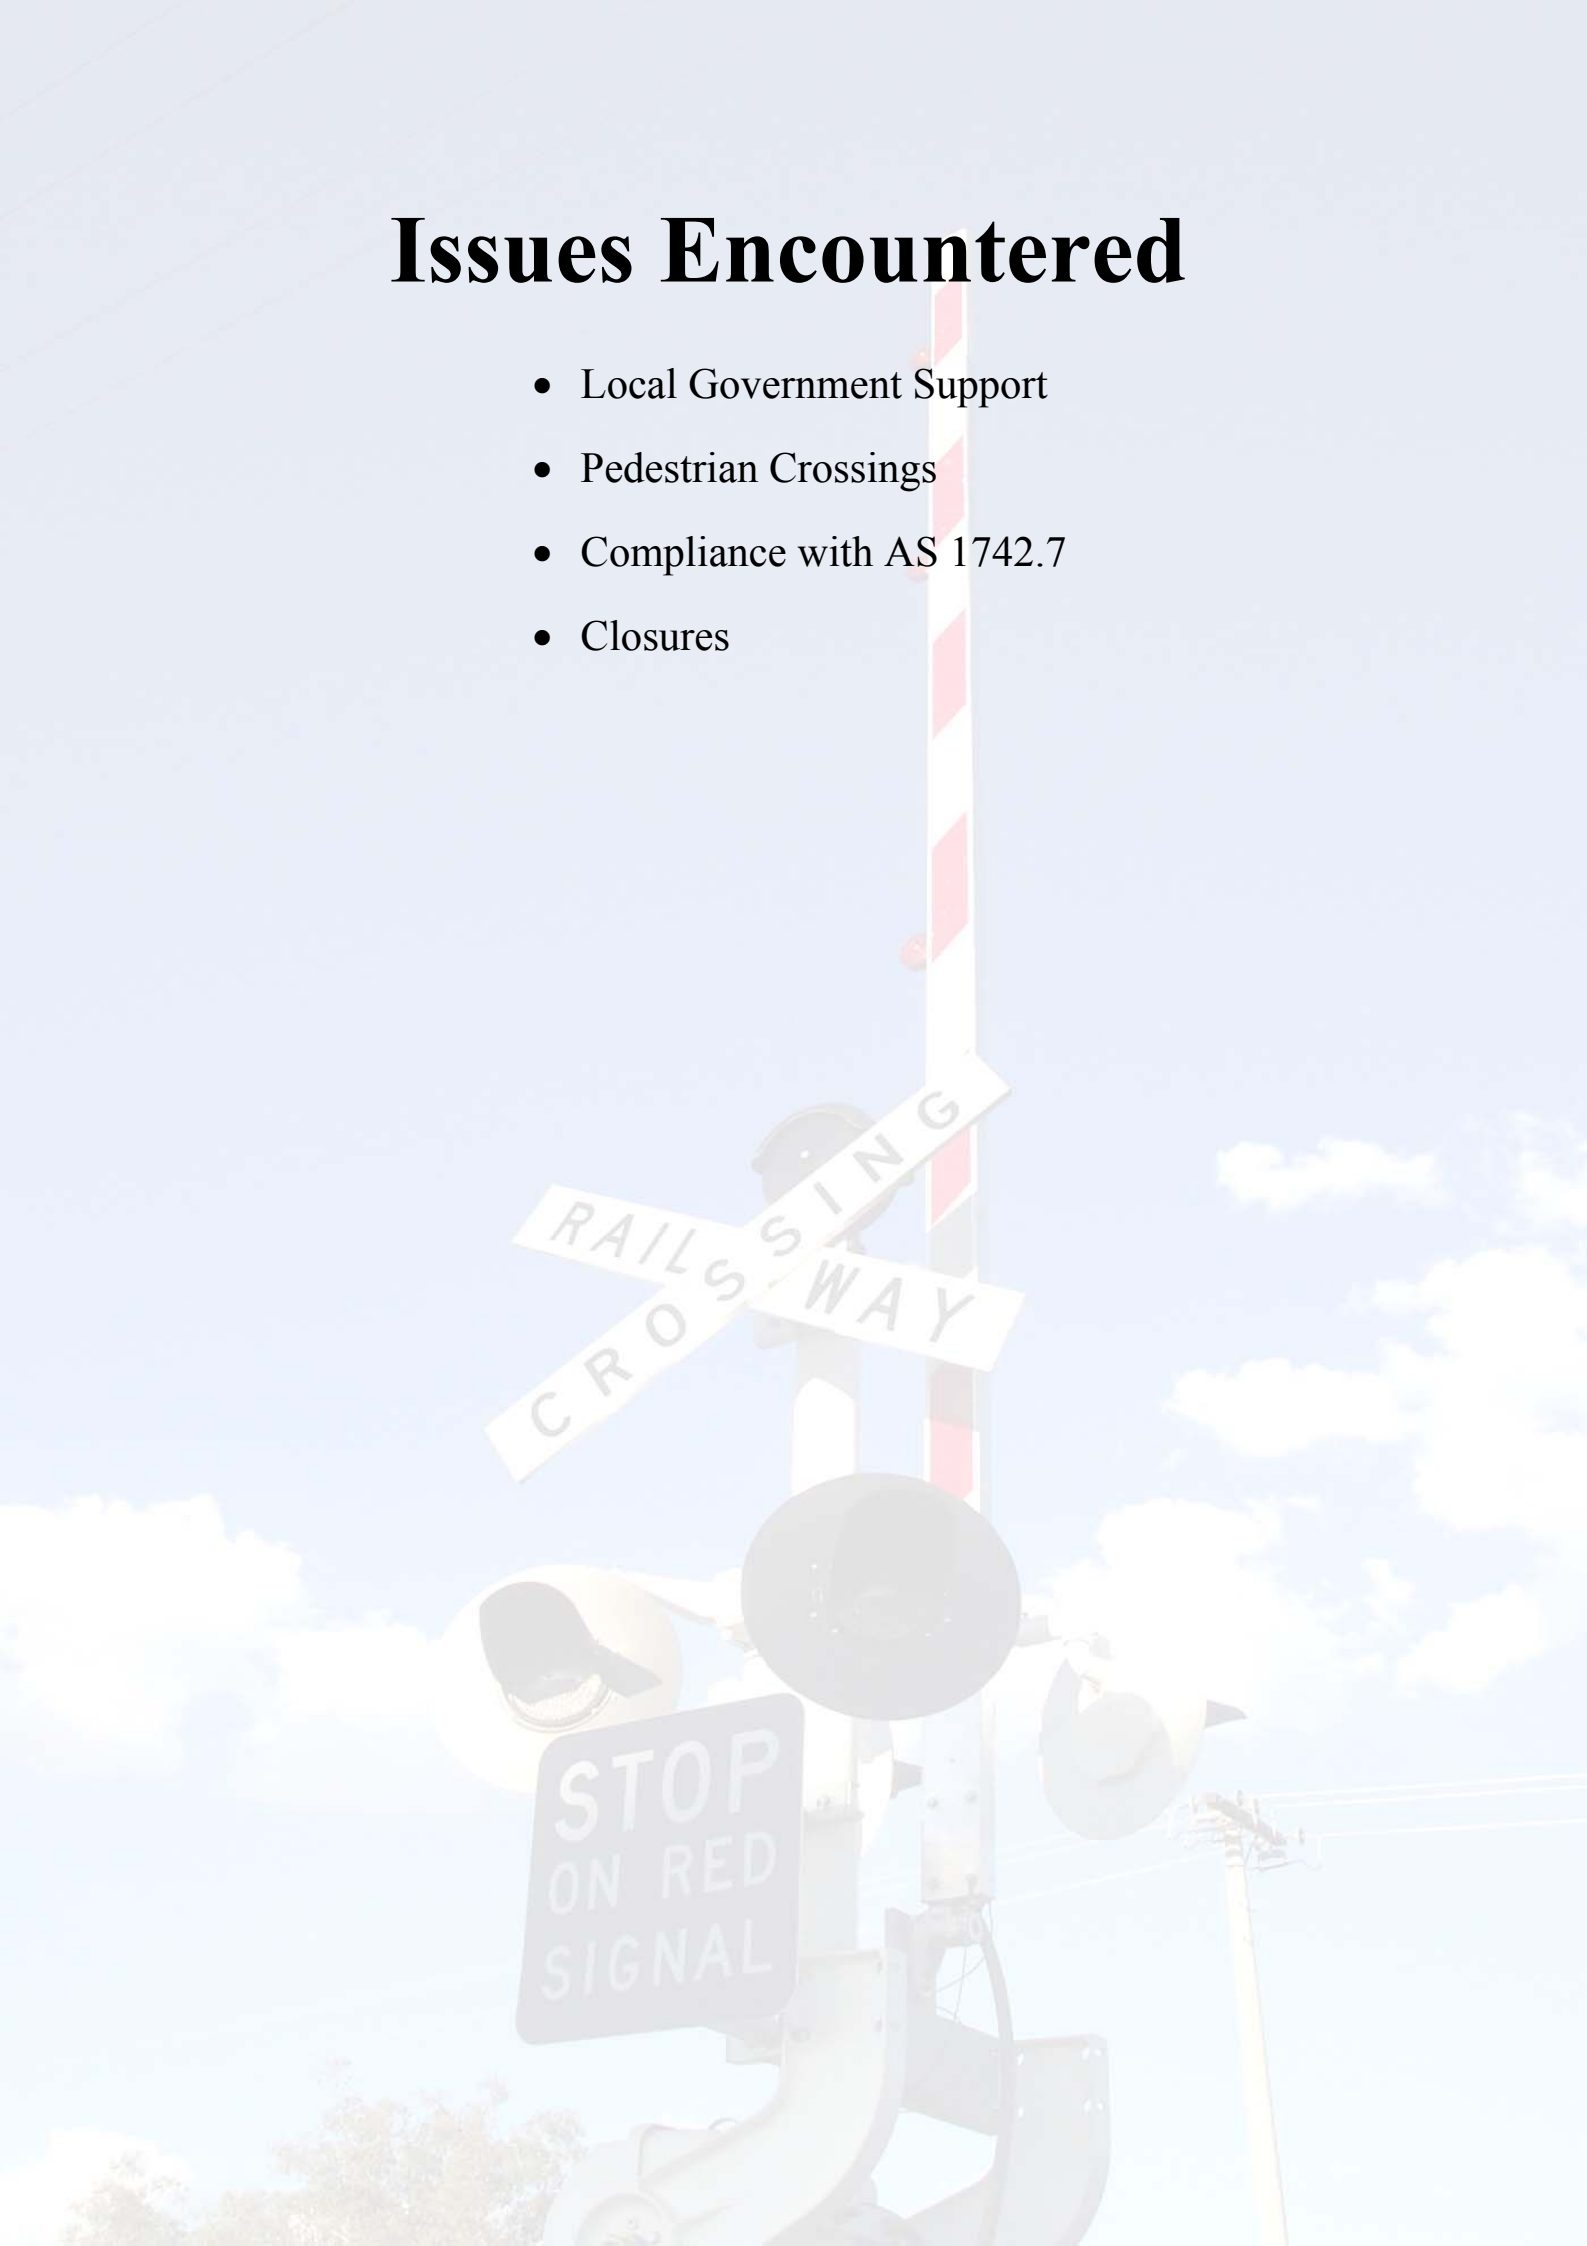 Issues Encountered
• Local Government Support
• Pedestrian Crossings
• Compliance with AS 1742.7
• Closures
RAILWAY
CROSSING
STOP
ON RED
SIGNAL